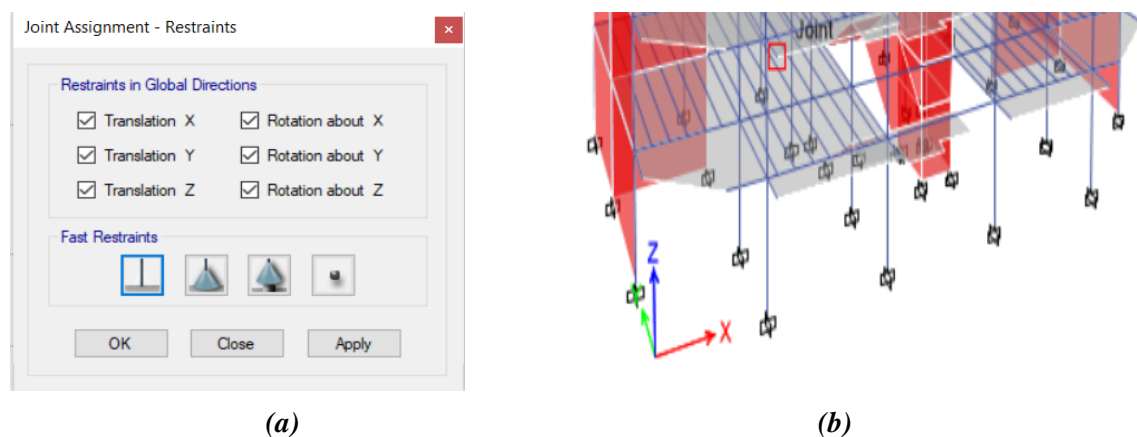 Joint Assignment - Restraints
Restraints in Global Directions
Translation X
Rotation about X
Translation Y
Rotation about Y
Translation Z
Rotation about Z
Fast Restraints
OK
Close
Apply
(a)
Joint
Z
X
(b)